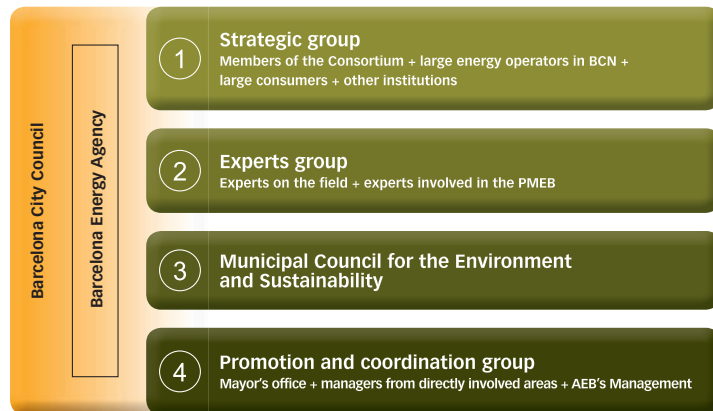 Barcelona City Council
Barcelona Energy Agency
1
Strategic group
Members of the Consortium + large energy operators in BCN +
large consumers + other institutions
2
Experts group
Experts on the field + experts involved in the PMEB
3
Municipal Council for the Environment
and Sustainability
4
Promotion and coordination group
Mayor's office + managers from directly involved areas + AEB's Management